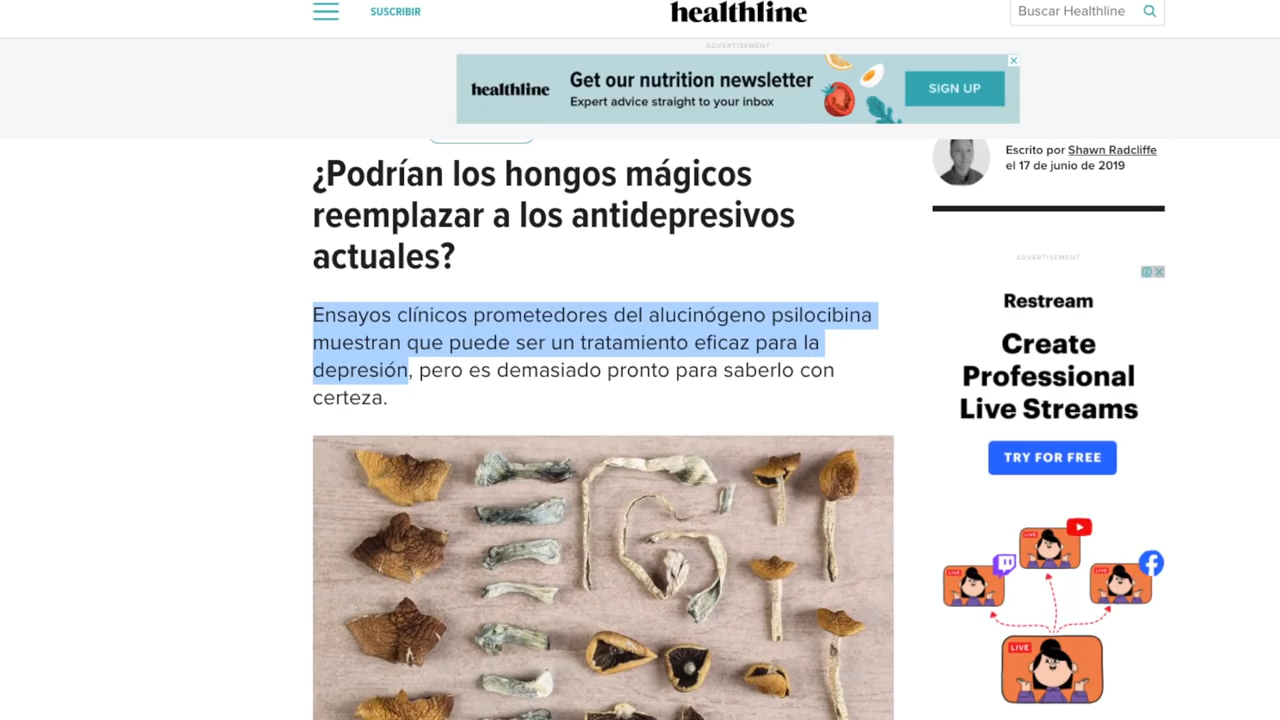 SUSCRIBIR
healthline
Buscar Healthline
ADVERTISEMENT
healthline
Get our nutrition newsletter
Expert advice straight to your inbox
SIGN UP
¿Podrían los hongos mágicos
reemplazar a los antidepresivos
actuales?
Ensayos clínicos prometedores del alucinógeno psilocibina
muestran que puede ser un tratamiento eficaz para la
depresión, pero es demasiado pronto para saberlo con
certeza.
Escrito por Shawn Radcliffe
el 17 de junio de 2019
ADVERTISEMENT
Restream
Create
Professional
Live Streams
TRY FOR FREE
LIVE
LIVE
LIVE
LIVE